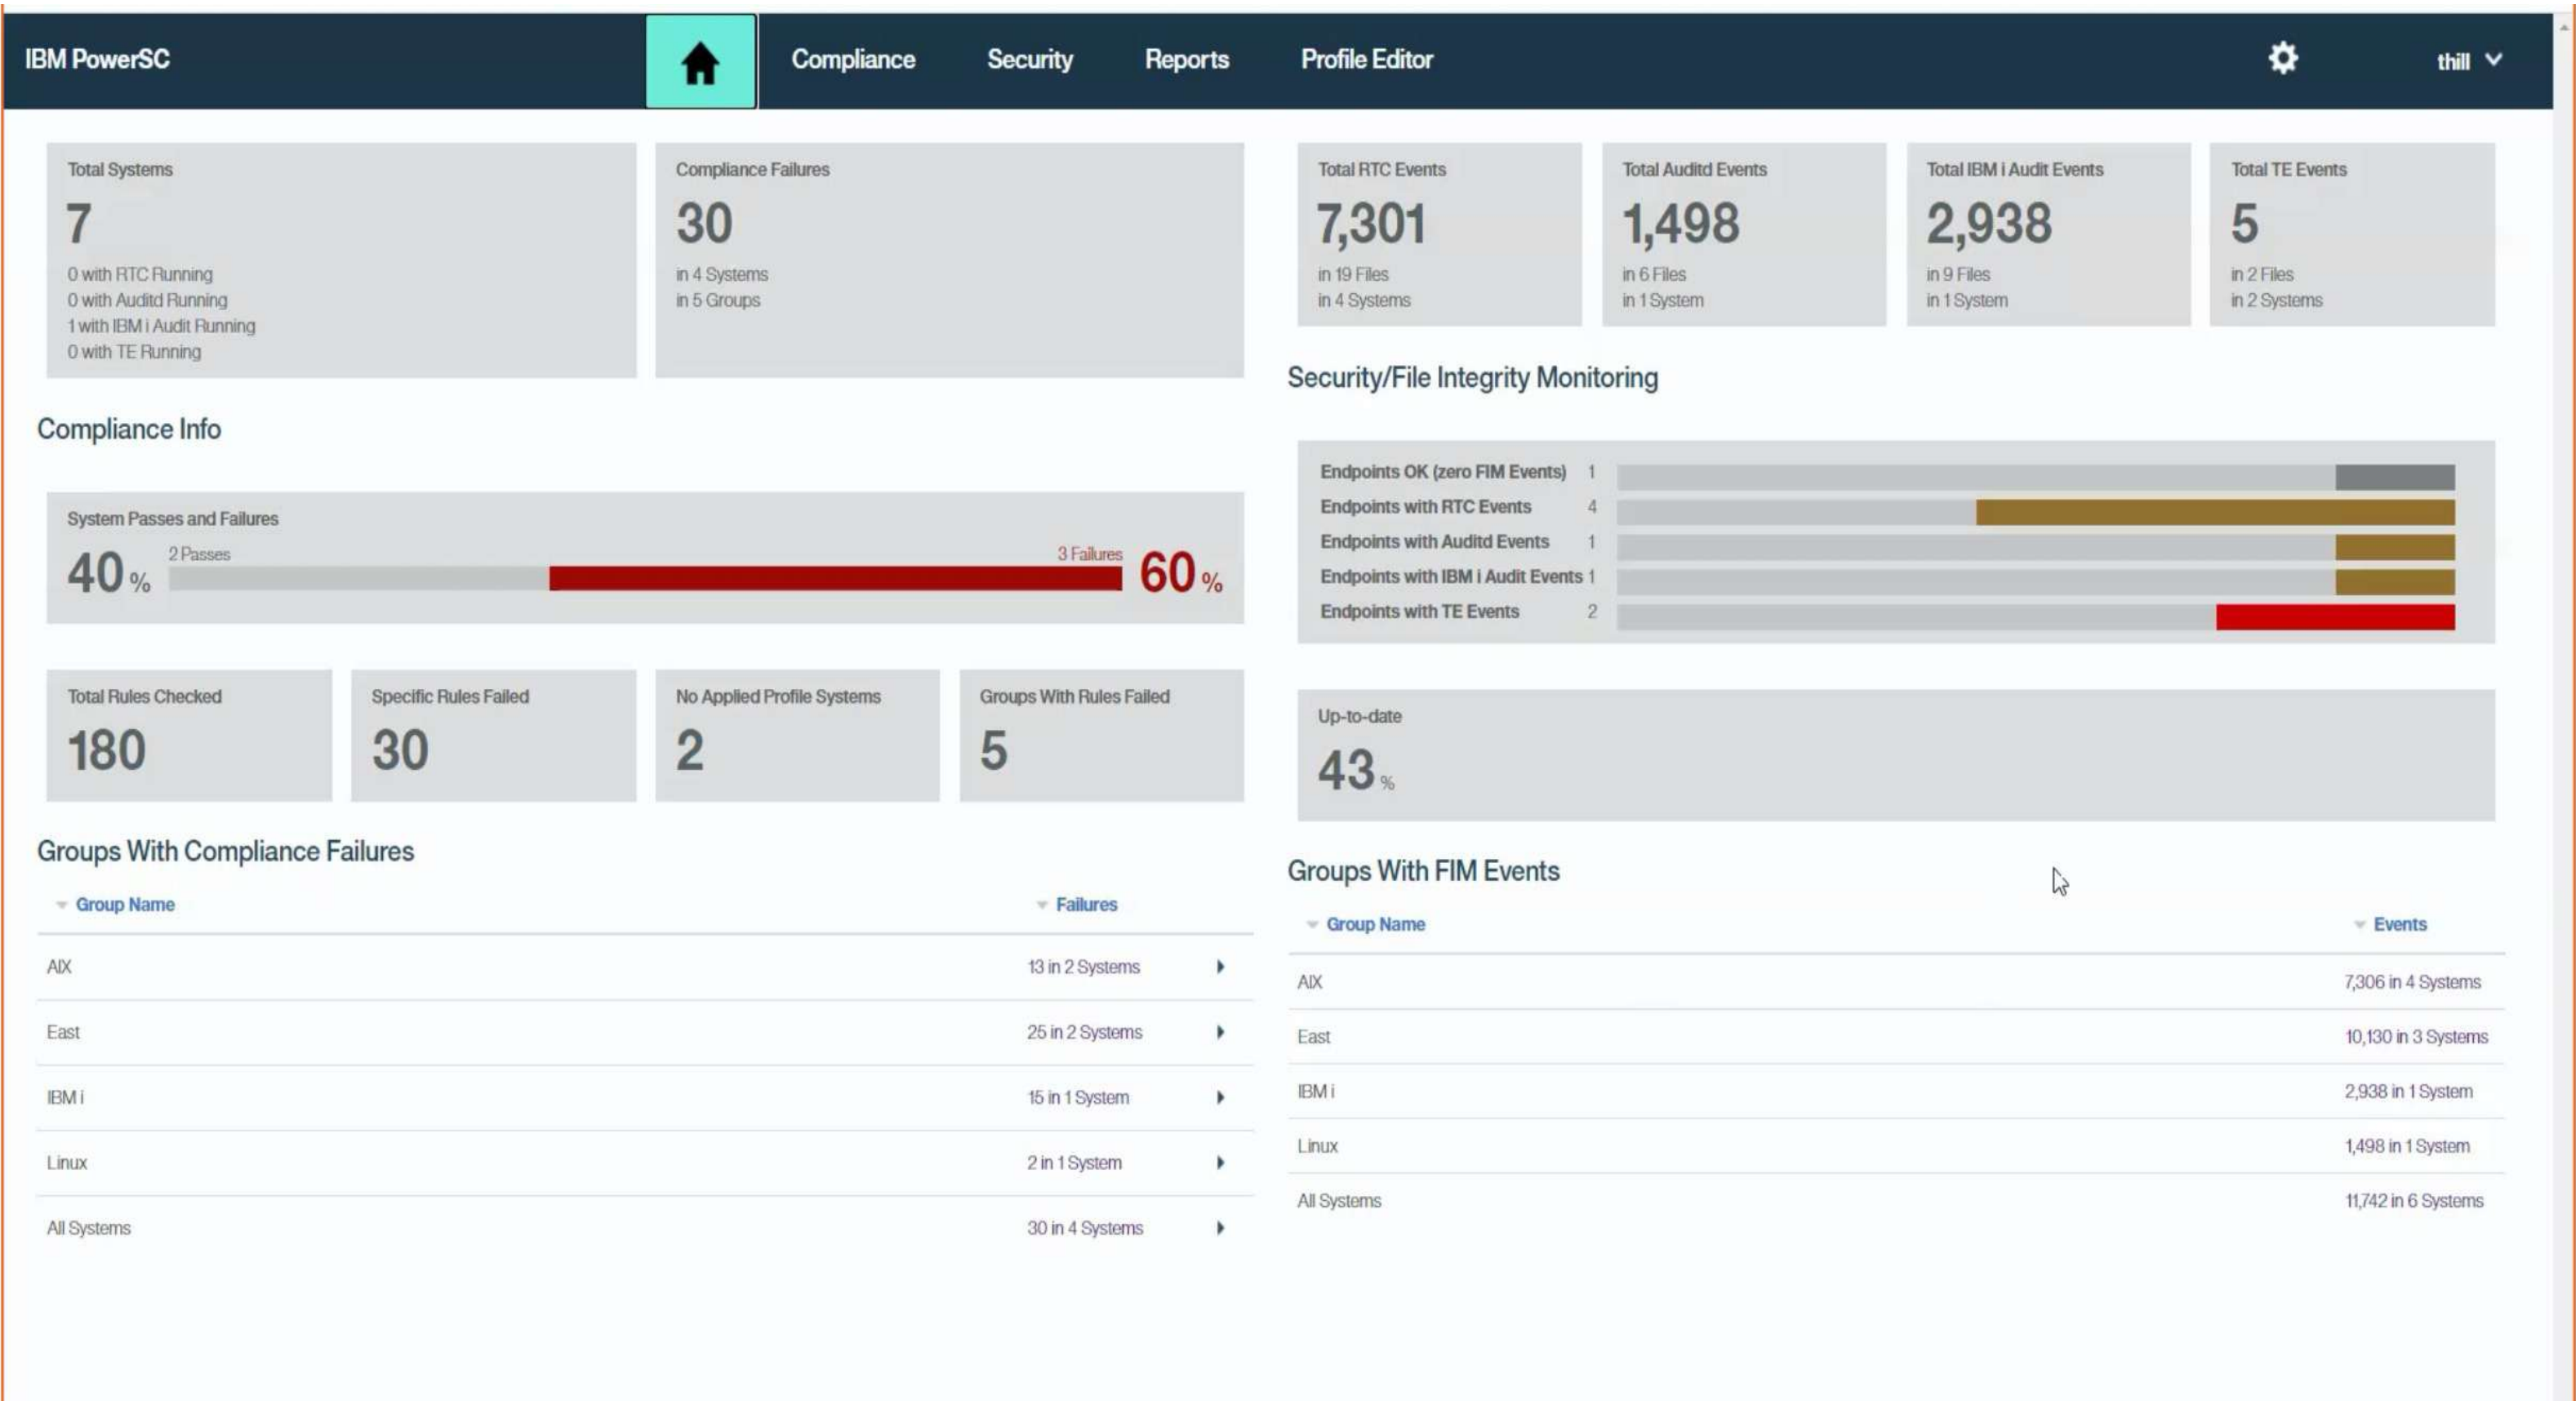 IBM PowerSC
Compliance
Security
Reports
Profile Editor
thill
Total Systems
7
0 with RTC Running
0 with Auditd Running
1 with IBM i Audit Running
0 with TE Running
Compliance Failures
30
in 4 Systems
in 5 Groups
Compliance Info
System Passes and Failures
40 %
2 Passes
3 Failures
60 %
Total Rules Checked
180
Specific Rules Failed
30
No Applied Profile Systems
2
Groups With Rules Failed
5
Groups With Compliance Failures
Group Name Failures
AIX 13 in 2 Systems
East 25 in 2 Systems
IBM i 15 in 1 System
Linux 2 in 1 System
All Systems 30 in 4 Systems
Total RTC Events
7,301
in 19 Files
in 4 Systems
Total Auditd Events
1,498
in 6 Files
in 1 System
Total IBM i Audit Events
2,938
in 9 Files
in 1 System
Total TE Events
5
in 2 Files
in 2 Systems
Security/File Integrity Monitoring
Endpoints OK (zero FIM Events) 1
Endpoints with RTC Events 4
Endpoints with Auditd Events 1
Endpoints with IBM i Audit Events 1
Endpoints with TE Events 2
Up-to-date
43 %
Groups With FIM Events
Group Name Events
AIX 7,306 in 4 Systems
East 10,130 in 3 Systems
IBM i 2,938 in 1 System
Linux 1,498 in 1 System
All Systems 11,742 in 6 Systems